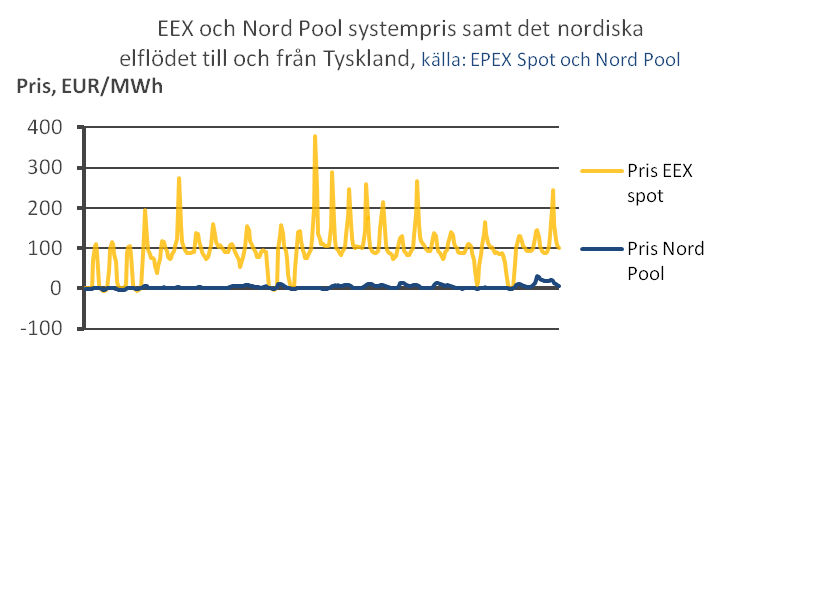 EEX och Nord Pool systempris samt det nordiska
elflödet till och från Tyskland, källa: EPEX Spot och Nord Pool
Pris, EUR/MWh
400
300
200
100
0
-100
Pris EEX
spot
Pris Nord
Pool